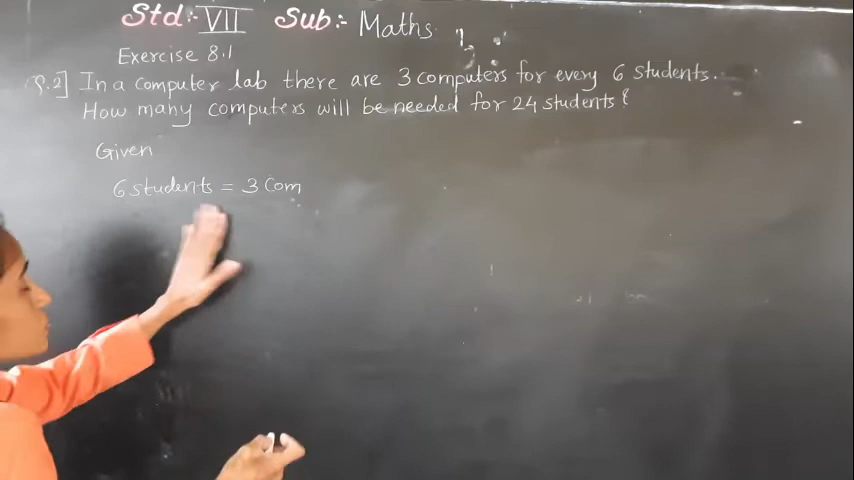 Std:- VII Sub:- Maths
Exercise 8.1
Q.2] In a computer lab there are 3 computers for every 6 students.
How many computers will be needed for 24 students?
Given
6 students = 3 Com